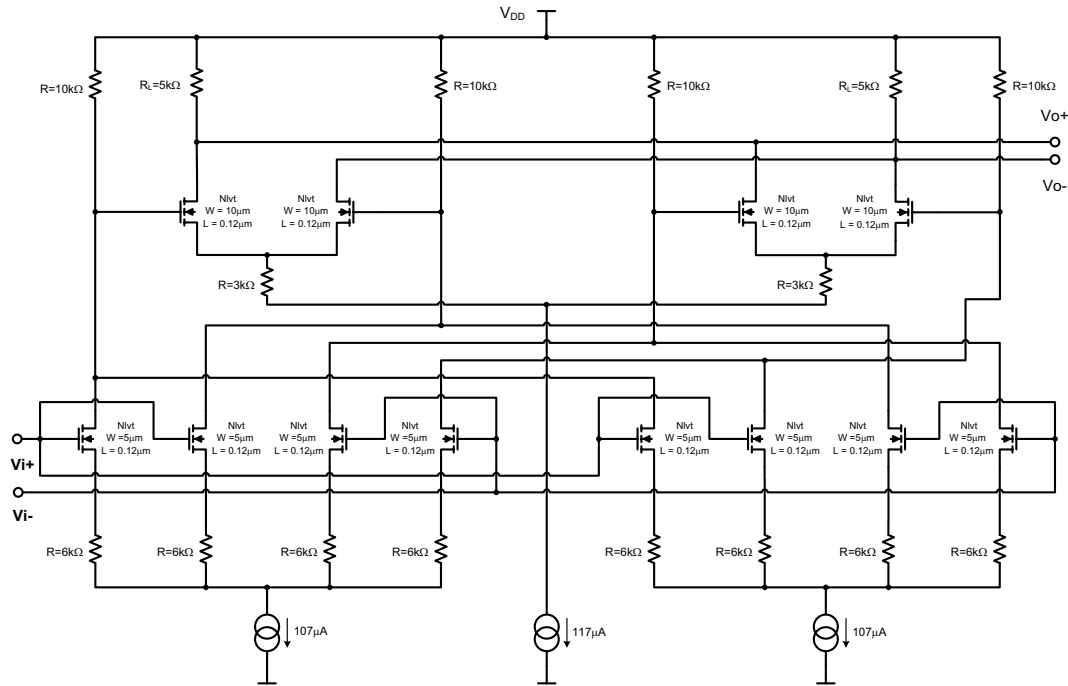 VDD
R=10kΩ
RL=5kΩ
R=10kΩ
R=10kΩ
RL=5kΩ
R=10kΩ
Vo+
Vo-
Nlvt
W = 10μm
L = 0.12μm
Nlvt
W = 10μm
L = 0.12μm
Nlvt
W = 10μm
L = 0.12μm
Nlvt
W = 10μm
L = 0.12μm
R=3kΩ
R=3kΩ
Vi+
Vi-
Nlvt
W =5μm
L = 0.12μm
Nlvt
W =5μm
L = 0.12μm
Nlvt
W =5μm
L = 0.12μm
Nlvt
W =5μm
L = 0.12μm
Nlvt
W =5μm
L = 0.12μm
Nlvt
W =5μm
L = 0.12μm
Nlvt
W =5μm
L = 0.12μm
Nlvt
W =5μm
L = 0.12μm
R=6kΩ
R=6kΩ
R=6kΩ
R=6kΩ
R=6kΩ
R=6kΩ
R=6kΩ
R=6kΩ
107μA
117μA
107μA